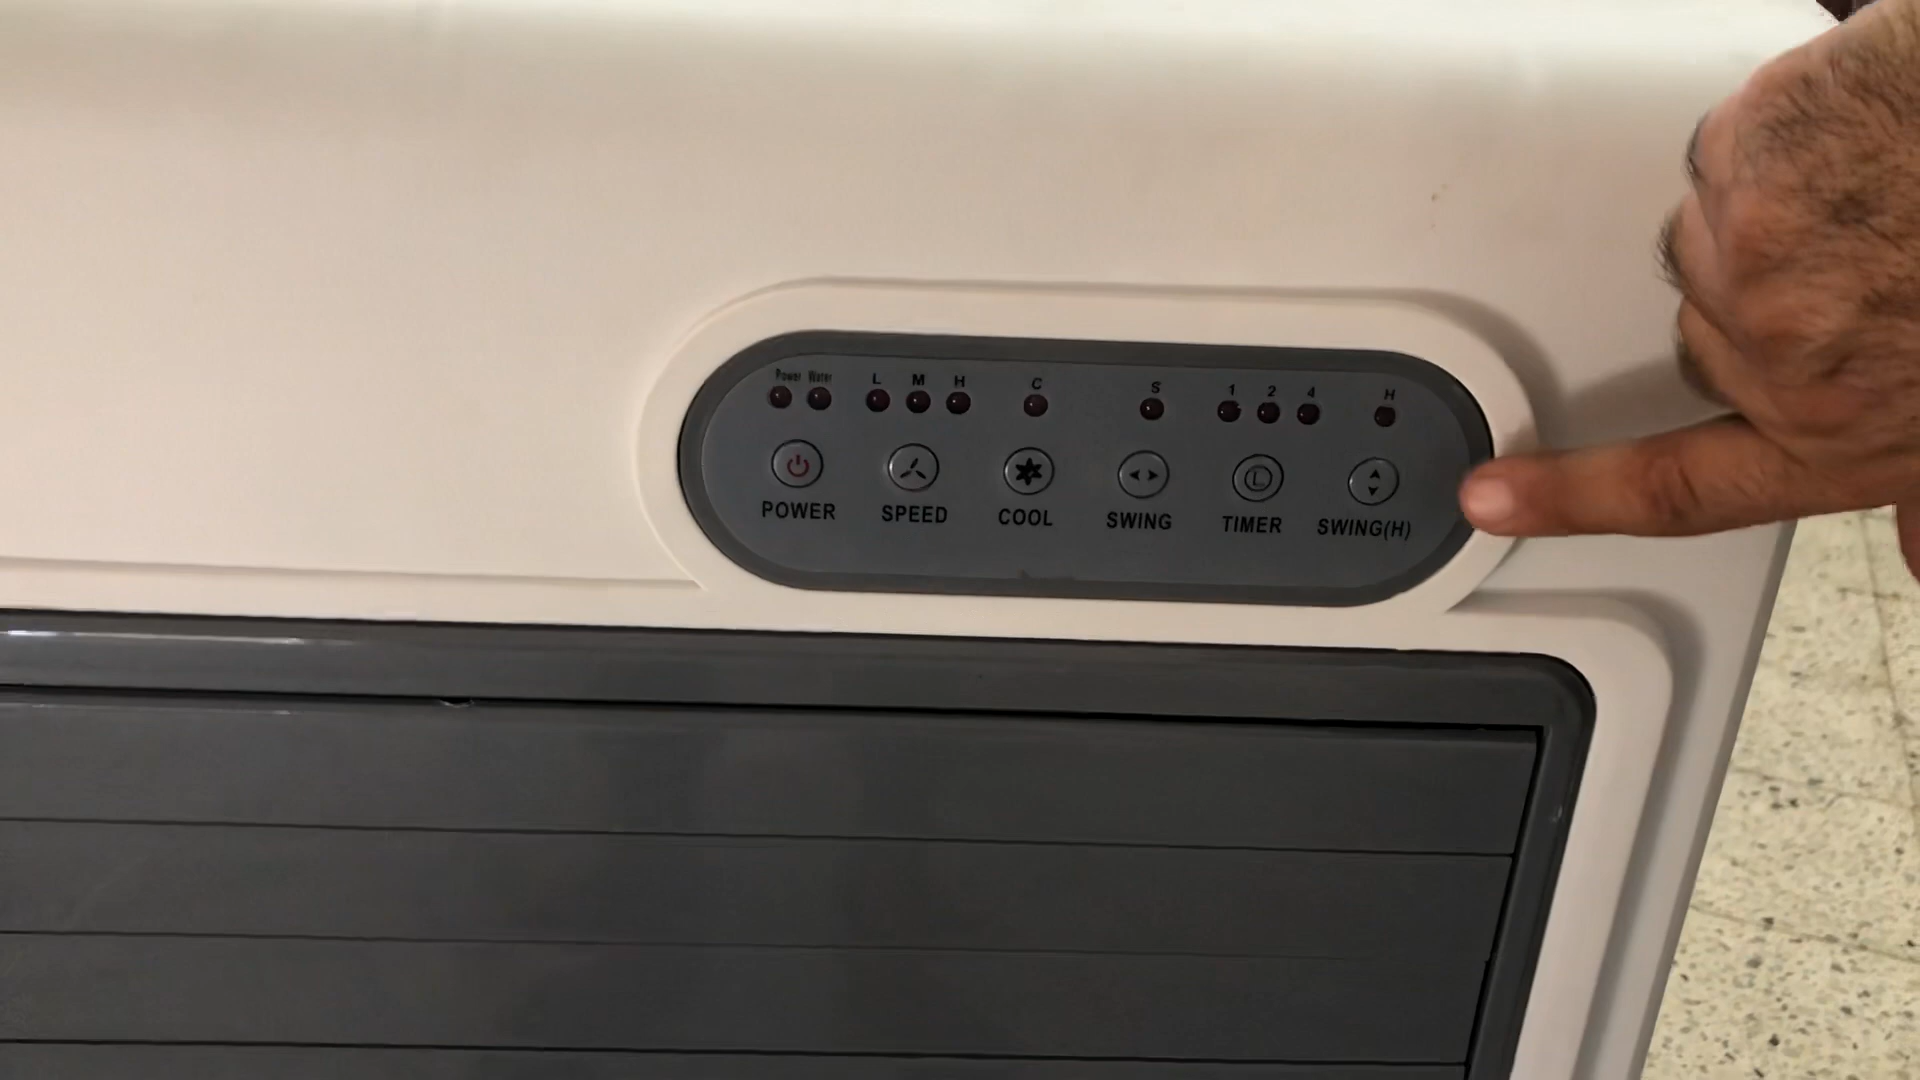 Power Water L M H C S 1 2 4 H
POWER SPEED COOL SWING TIMER SWING(H)